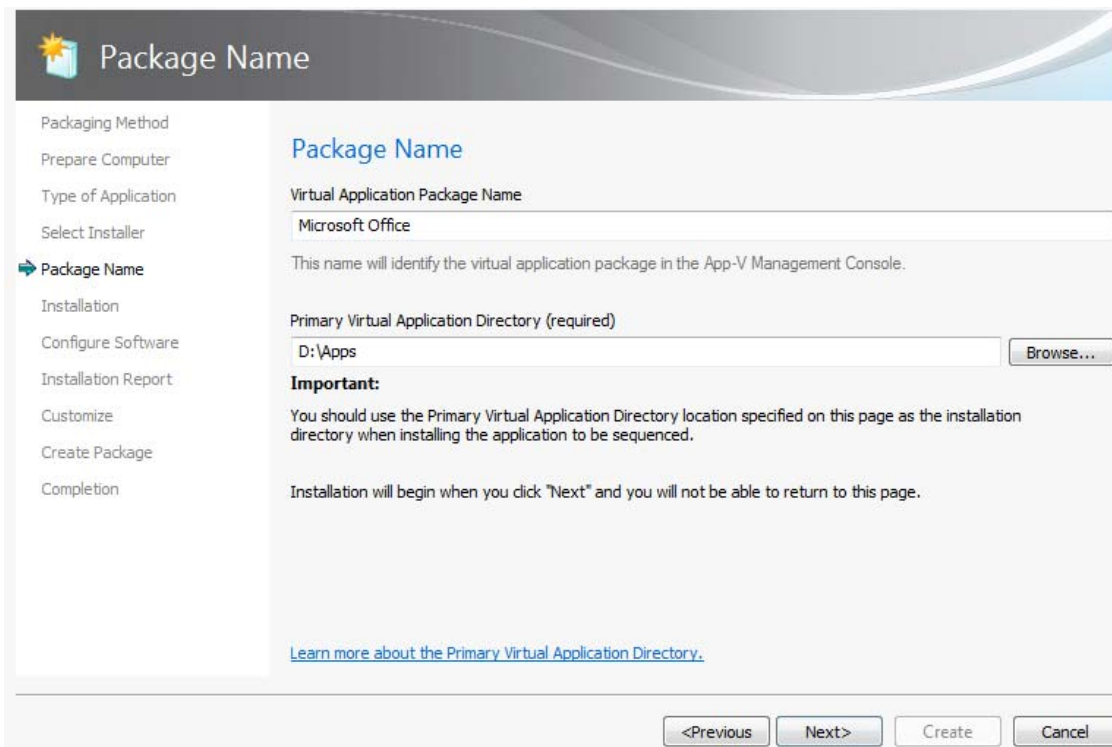 Package Name
Packaging Method
Prepare Computer
Type of Application
Select Installer
Package Name
Installation
Configure Software
Installation Report
Customize
Create Package
Completion
Package Name
Virtual Application Package Name
Microsoft Office
This name will identify the virtual application package in the App-V Management Console.
Primary Virtual Application Directory (required)
D:\Apps
Browse...
Important:
You should use the Primary Virtual Application Directory location specified on this page as the installation
directory when installing the application to be sequenced.
Installation will begin when you click "Next" and you will not be able to return to this page.
Learn more about the Primary Virtual Application Directory.
<Previous
Next>
Create
Cancel